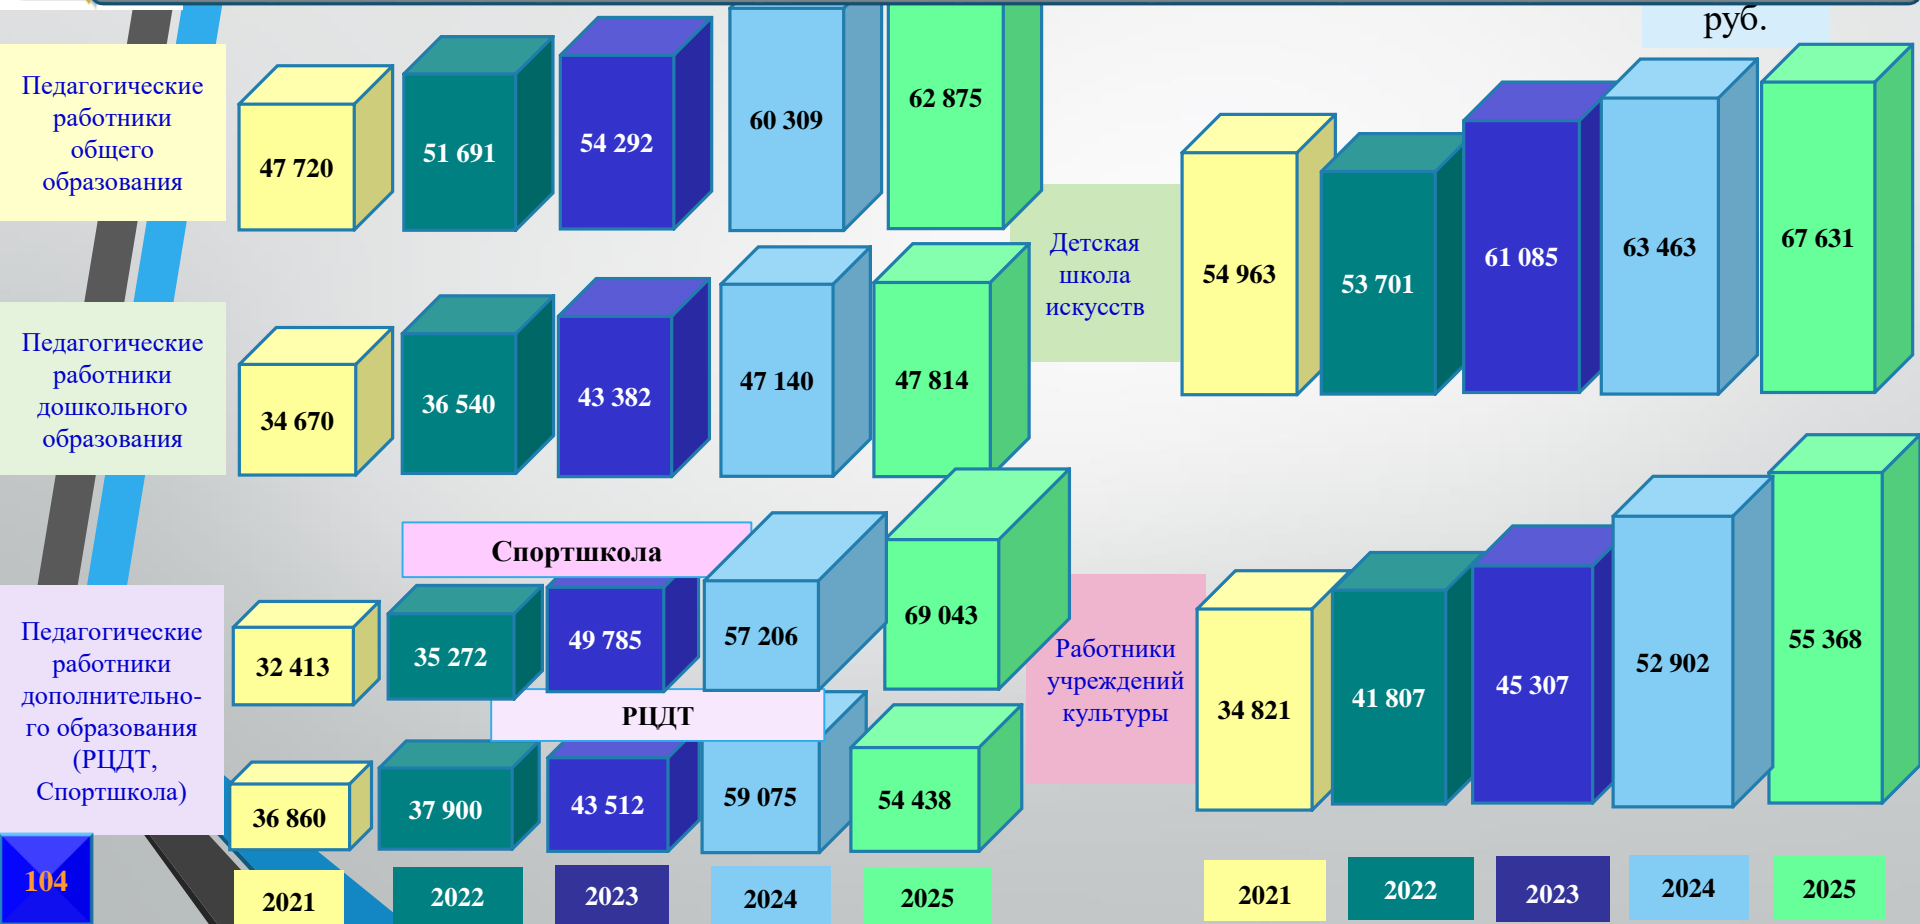 руб.
Педагогические
работники
общего
образования
47 720
51 691
54 292
60 309
62 875
Педагогические
работники
дошкольного
образования
34 670
36 540
43 382
47 140
47 814
Педагогические
работники
дополнительно-
го образования
(РЦДТ,
Спортшкола)
Спортшкола
32 413
35 272
49 785
57 206
69 043
РЦДТ
36 860
37 900
43 512
59 075
54 438
2021
2022
2023
2024
2025
Детская
школа
искусств
54 963
53 701
61 085
63 463
67 631
Работники
учреждений
культуры
34 821
41 807
45 307
52 902
55 368
2021
2022
2023
2024
2025
104